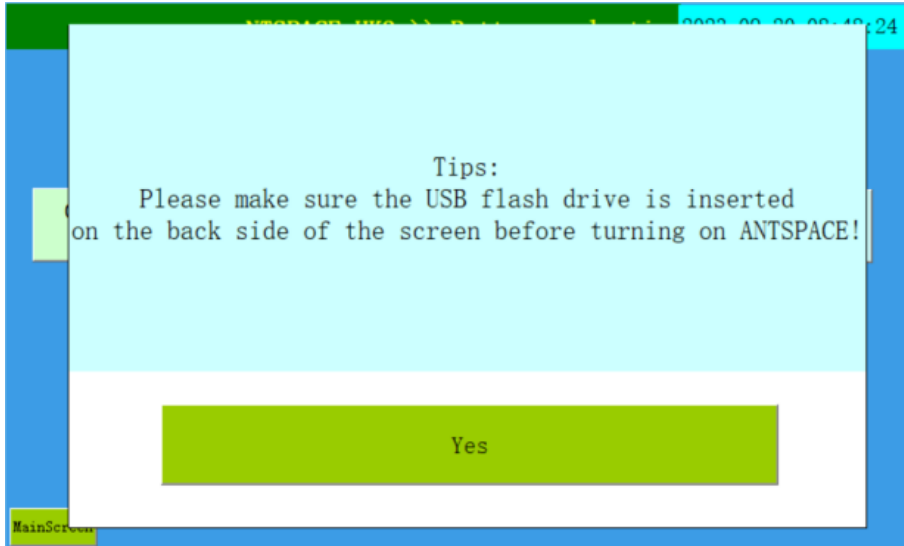 24
Tips:
Please make sure the USB flash drive is inserted
on the back side of the screen before turning on ANTSPACE!
Yes
MainScreen